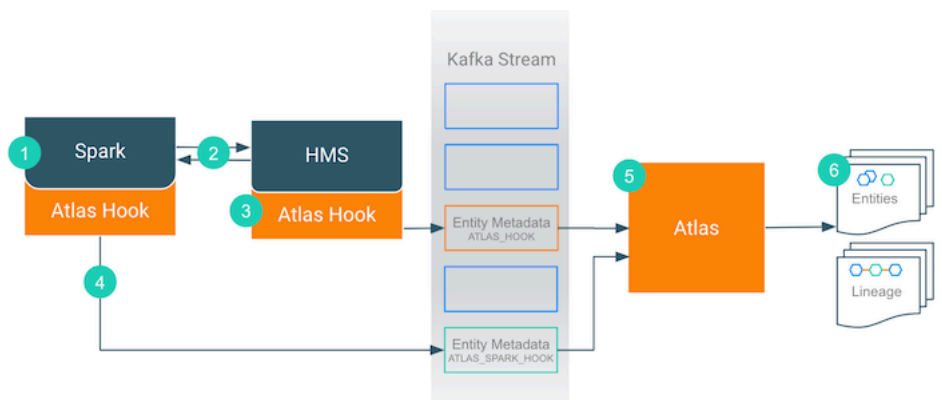 Kafka Stream
1
Spark
Atlas Hook
2
HMS
3
Atlas Hook
4
Entity Metadata
ATLAS_HOOK
Entity Metadata
ATLAS_SPARK_HOOK
5
Atlas
6
Entities
Lineage